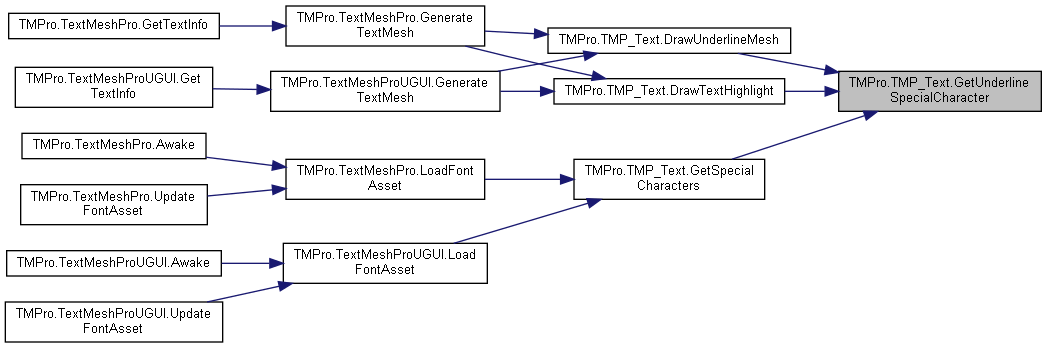 TMPro.TextMeshPro.GetTextInfo
TMPro.TextMeshPro.Generate
TextMesh
TMPro.TMP_Text.DrawUnderlineMesh
TMPro.TextMeshProUGUI.Get
TextInfo
TMPro.TextMeshProUGUI.Generate
TextMesh
TMPro.TMP_Text.DrawTextHighlight
TMPro.TMP_Text.GetUnderline
SpecialCharacter
TMPro.TextMeshPro.Awake
TMPro.TextMeshPro.LoadFont
Asset
TMPro.TMP_Text.GetSpecial
Characters
TMPro.TextMeshPro.Update
FontAsset
TMPro.TextMeshProUGUI.Awake
TMPro.TextMeshProUGUI.Load
FontAsset
TMPro.TextMeshProUGUI.Update
FontAsset